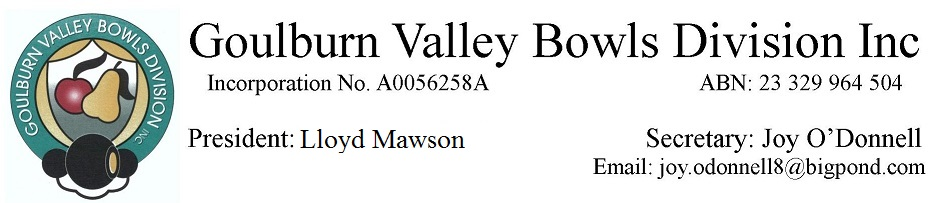 GOULBURN VALLEY BOWLS DIVISION INC
Goulburn Valley Bowls Division Inc
Incorporation No. A0056258A ABN: 23 329 964 504
President: Lloyd Mawson Secretary: Joy O’Donnell
Email: joy.odonnell8@bigpond.com